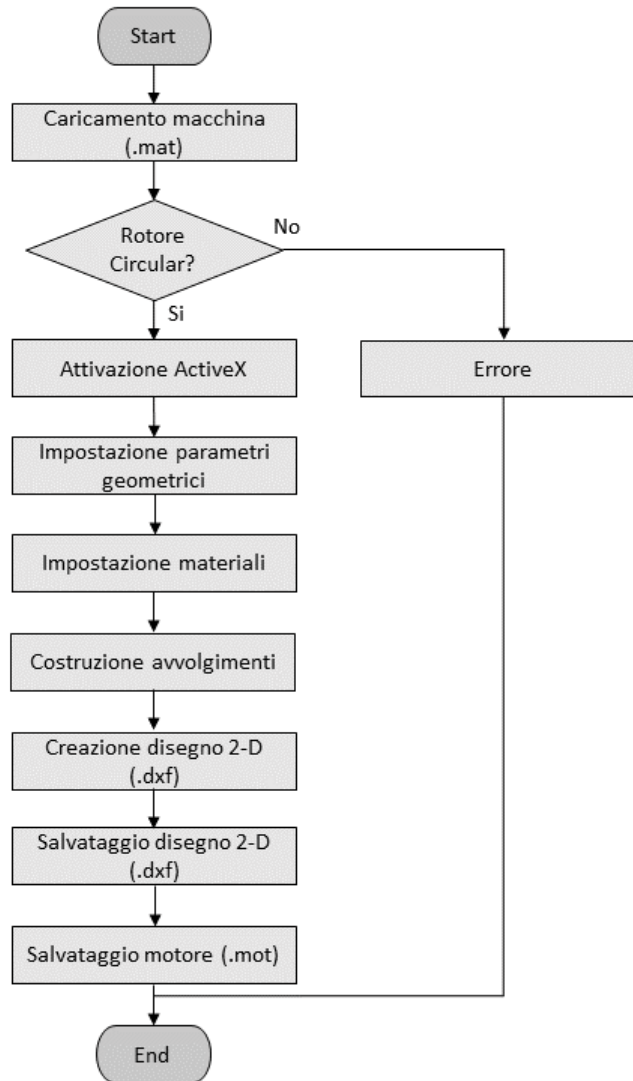 Start
Caricamento macchina
(.mat)
Rotore
Circular?
No
Si
Attivazione ActiveX
Errore
Impostazione parametri
geometrici
Impostazione materiali
Costruzione avvolgimenti
Creazione disegno 2-D
(.dxf)
Salvataggio disegno 2-D
(.dxf)
Salvataggio motore (.mot)
End